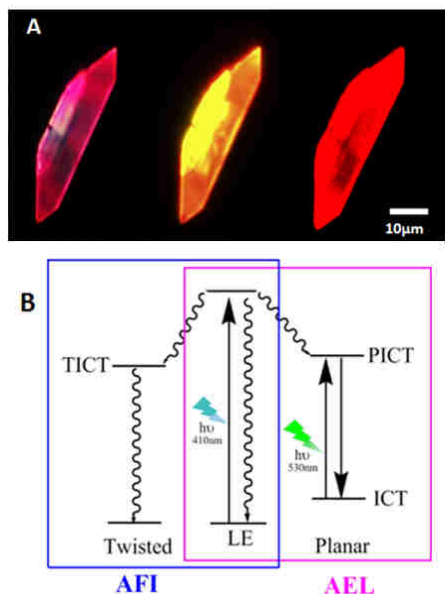 A
10μm
B
TICT
PICT
hυ
410nm
hυ
530nm
ICT
Twisted
LE
Planar
AFI
AEL